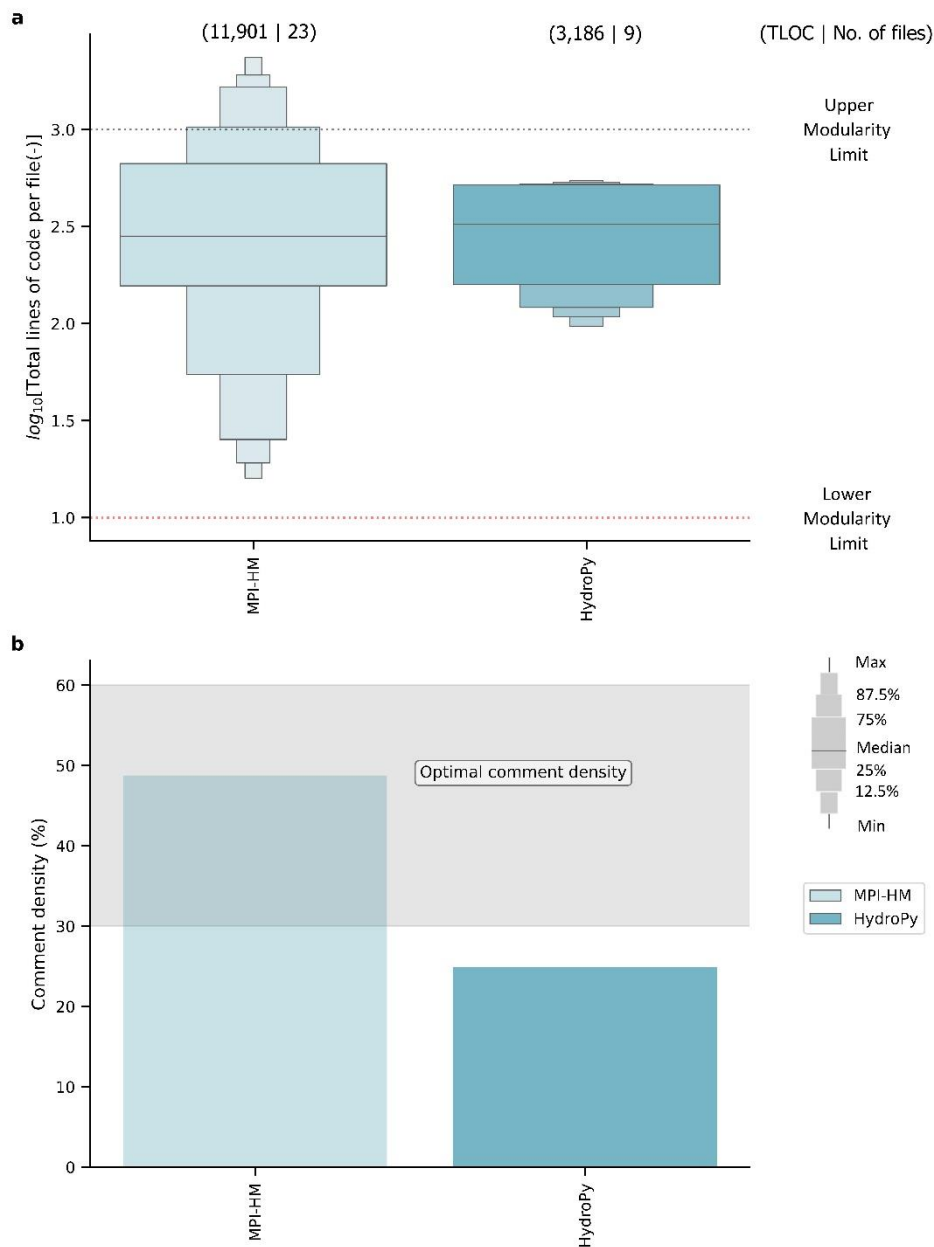 a
(11,901 | 23)
(3,186 | 9)
(TLOC | No. of files)
log10[Total lines of code per file(-)]
3.0
2.5
2.0
1.5
1.0
Upper
Modularity
Limit
Lower
Modularity
Limit
MPI-HM
HydroPy
b
Comment density (%)
60
50
40
30
20
10
0
Optimal comment density
MPI-HM
HydroPy
Max
87.5%
75%
Median
25%
12.5%
Min
MPI-HM
HydroPy